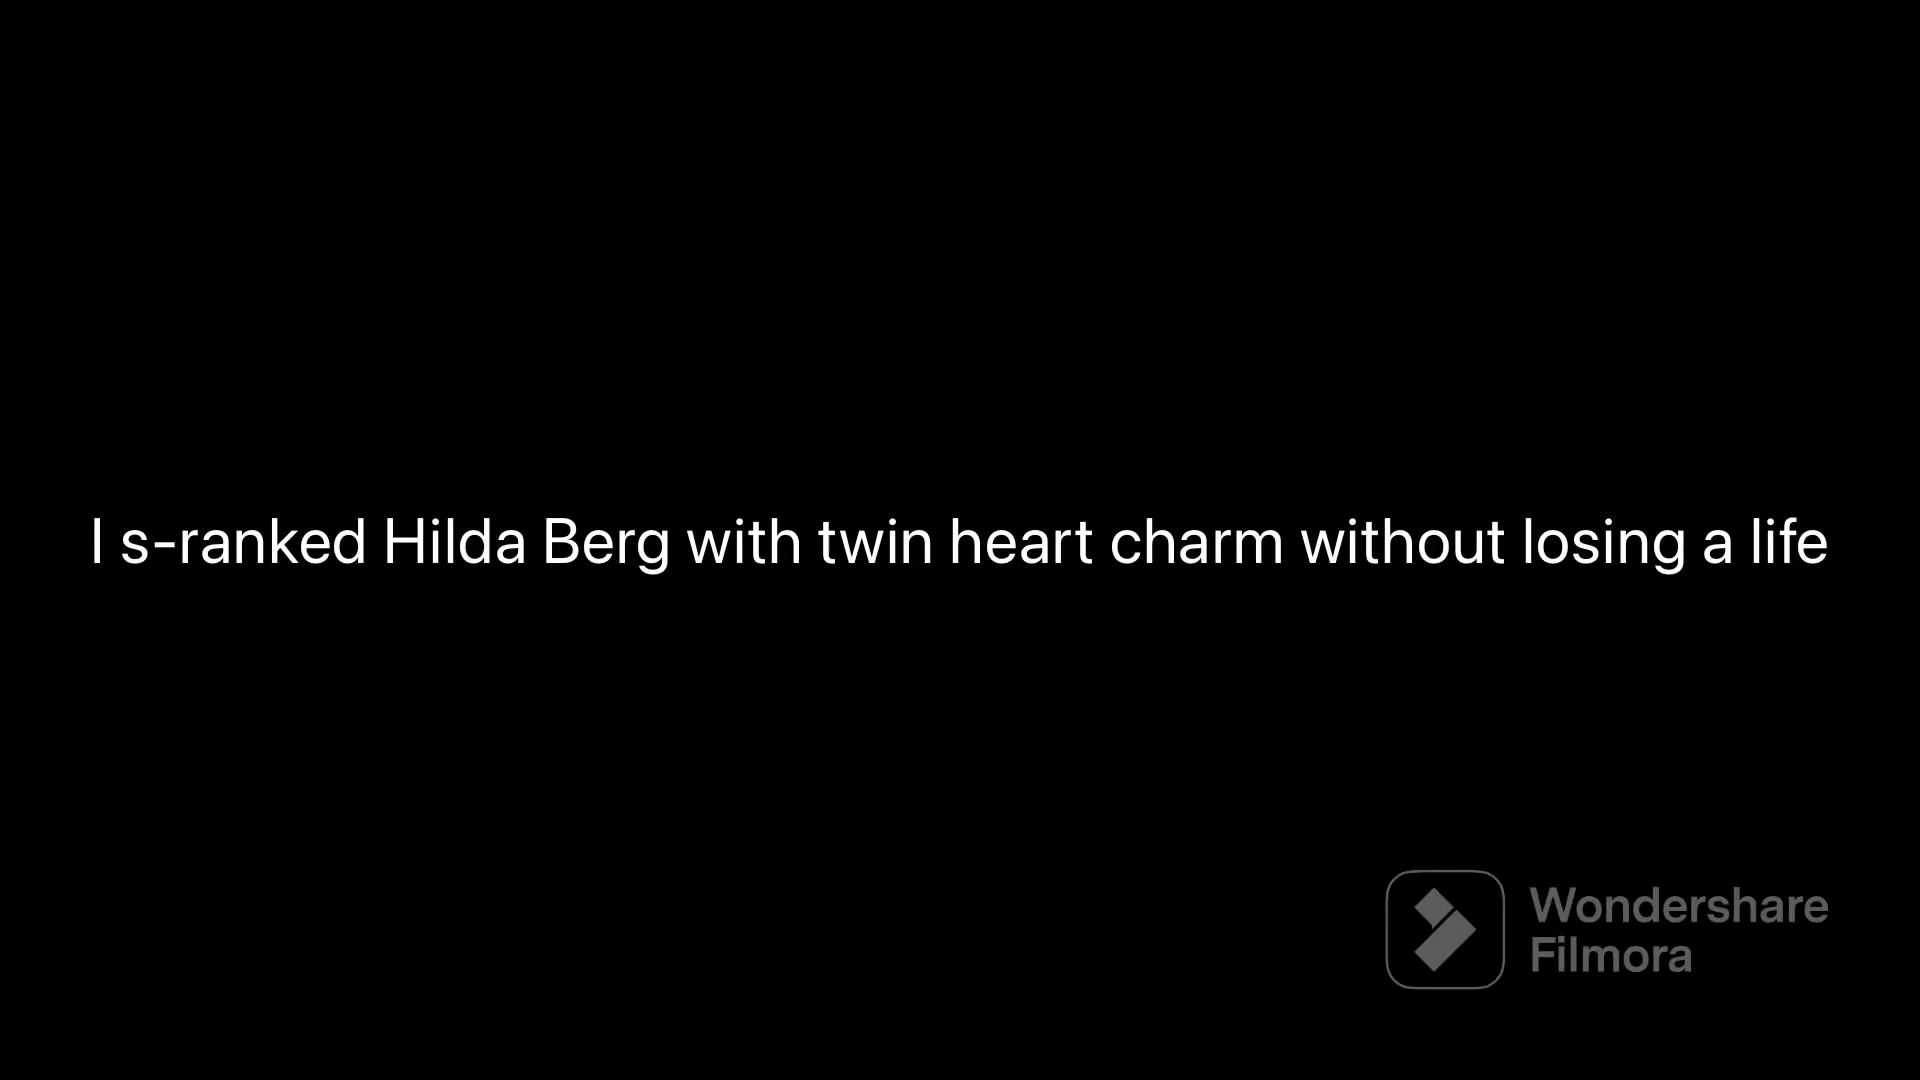 I s-ranked Hilda Berg with twin heart charm without losing a life
Wondershare
Filmora